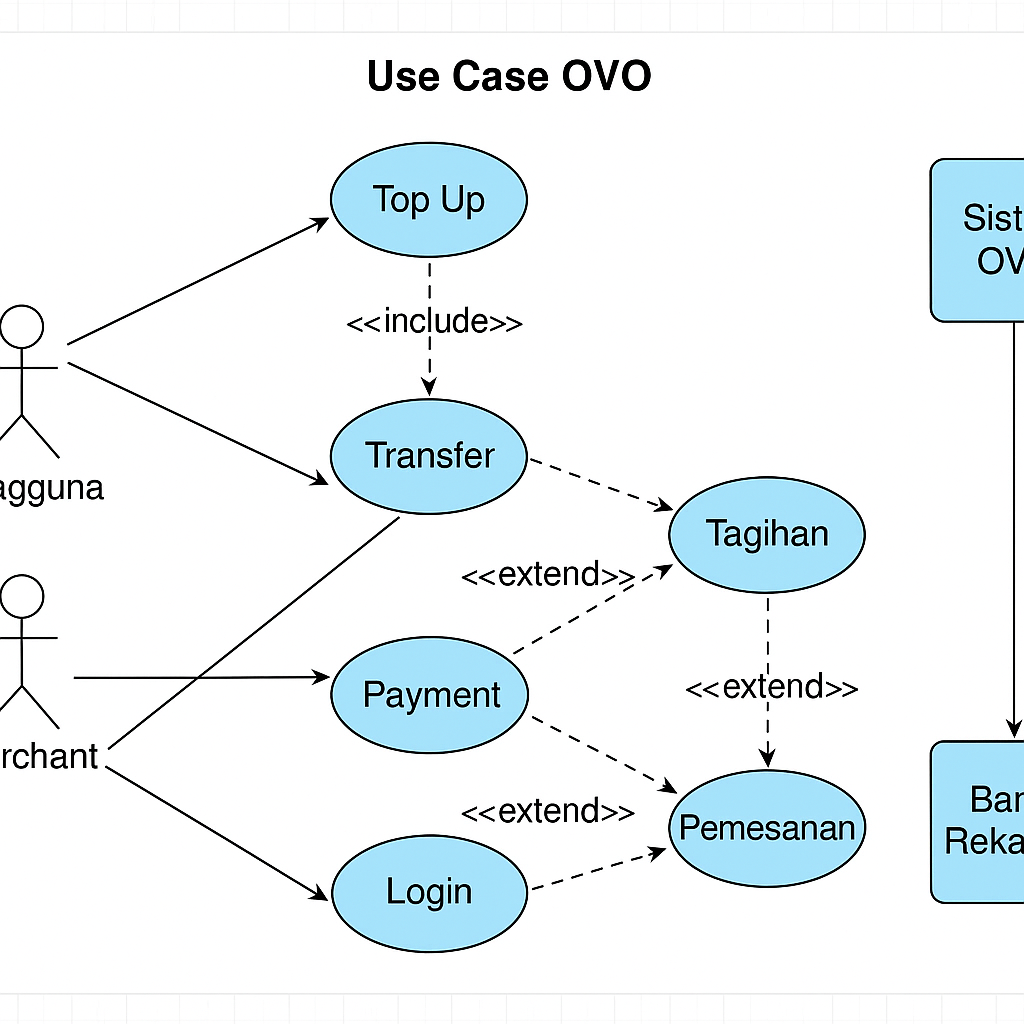 Use Case OVO
Top Up
Sist
OV
<<include>>
Transfer
agguna
Tagihan
<<extend>>
Payment
<<extend>>
rchant
Ban
Reka
<<extend>>
Pemesanan
Login